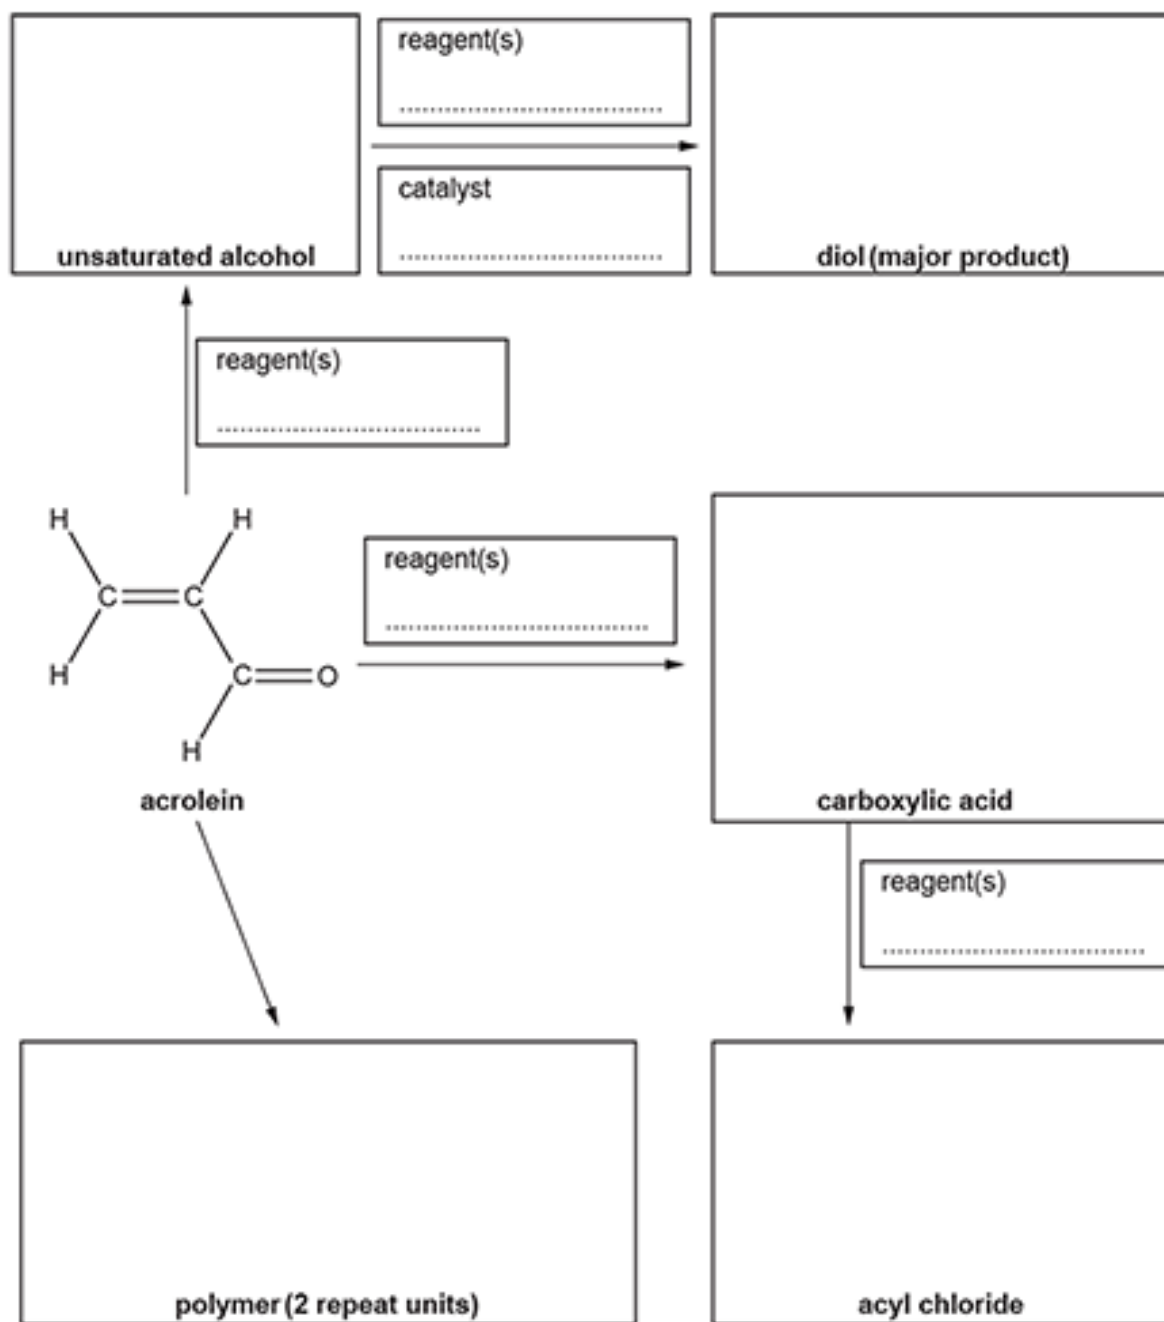 reagent(s)
....................................
catalyst
....................................
unsaturated alcohol
diol (major product)
reagent(s)
....................................
H H
C C
H
C O
H
acrolein
reagent(s)
....................................
carboxylic acid
reagent(s)
....................................
polymer (2 repeat units)
acyl chloride